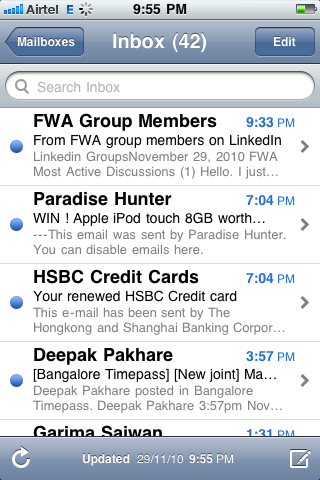 Airtel E 9:55 PM
Mailboxes Inbox (42) Edit
Search Inbox
FWA Group Members 9:33 PM
From FWA group members on LinkedIn
Linkedin GroupsNovember 29, 2010 FWA
Most Active Discussions (1) Hello. I just…
Paradise Hunter 7:04 PM
WIN ! Apple iPod touch 8GB worth…
---This email was sent by Paradise Hunter.
You can disable emails here.
HSBC Credit Cards 7:04 PM
Your renewed HSBC Credit card
This e-mail has been sent by The
Hongkong and Shanghai Banking Corpor…
Deepak Pakhare 3:57 PM
[Bangalore Timepass] [New joint] Ma…
Deepak Pakhare posted in Bangalore
Timepass. Deepak Pakhare 3:57pm Nov…
Garima Saiwan 1:31 PM
Updated 29/11/10 9:55 PM